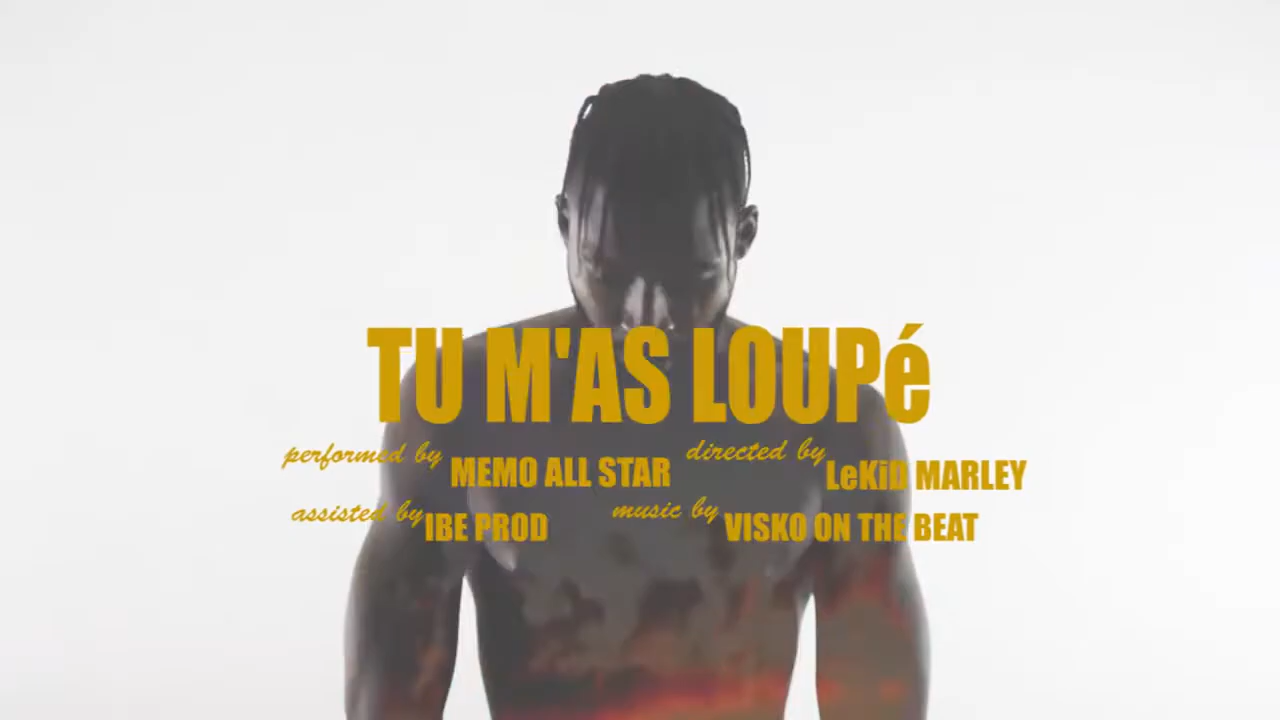 TU M'AS LOUPé
performed by MEMO ALL STAR directed by LeKiD MARLEY
assisted by IBE PROD music by VISKO ON THE BEAT